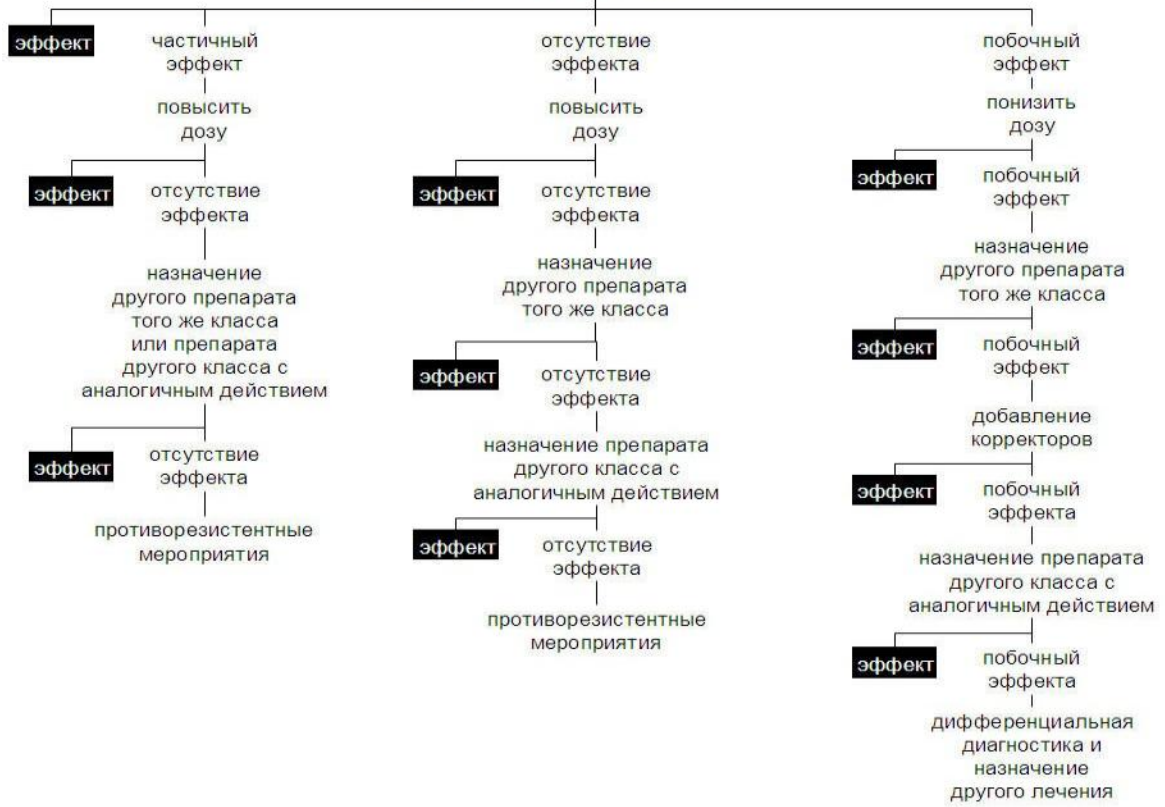 эффект
частичный
эффект
повысить
дозу
эффект
отсутствие
эффекта
назначение
другого препарата
того же класса
или препарата
другого класса с
аналогичным действием
эффект
отсутствие
эффекта
противорезистентные
мероприятия
отсутствие
эффекта
повысить
дозу
эффект
отсутствие
эффекта
назначение
другого препарата
того же класса
эффект
отсутствие
эффекта
назначение препарата
другого класса с
аналогичным действием
эффект
отсутствие
эффекта
противорезистентные
мероприятия
побочный
эффект
понизить
дозу
эффект
побочный
эффект
назначение
другого препарата
того же класса
эффект
побочный
эффект
добавление
корректоров
эффект
побочный
эффекта
назначение препарата
другого класса с
аналогичным действием
эффект
побочный
эффекта
дифференциальная
диагностика и
назначение
другого лечения